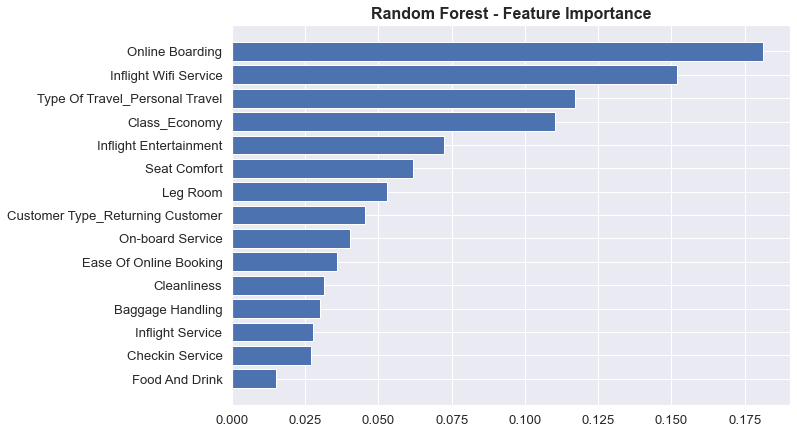 Random Forest - Feature Importance
Online Boarding
Inflight Wifi Service
Type Of Travel_Personal Travel
Class_Economy
Inflight Entertainment
Seat Comfort
Leg Room
Customer Type_Returning Customer
On-board Service
Ease Of Online Booking
Cleanliness
Baggage Handling
Inflight Service
Checkin Service
Food And Drink
0.000 0.025 0.050 0.075 0.100 0.125 0.150 0.175